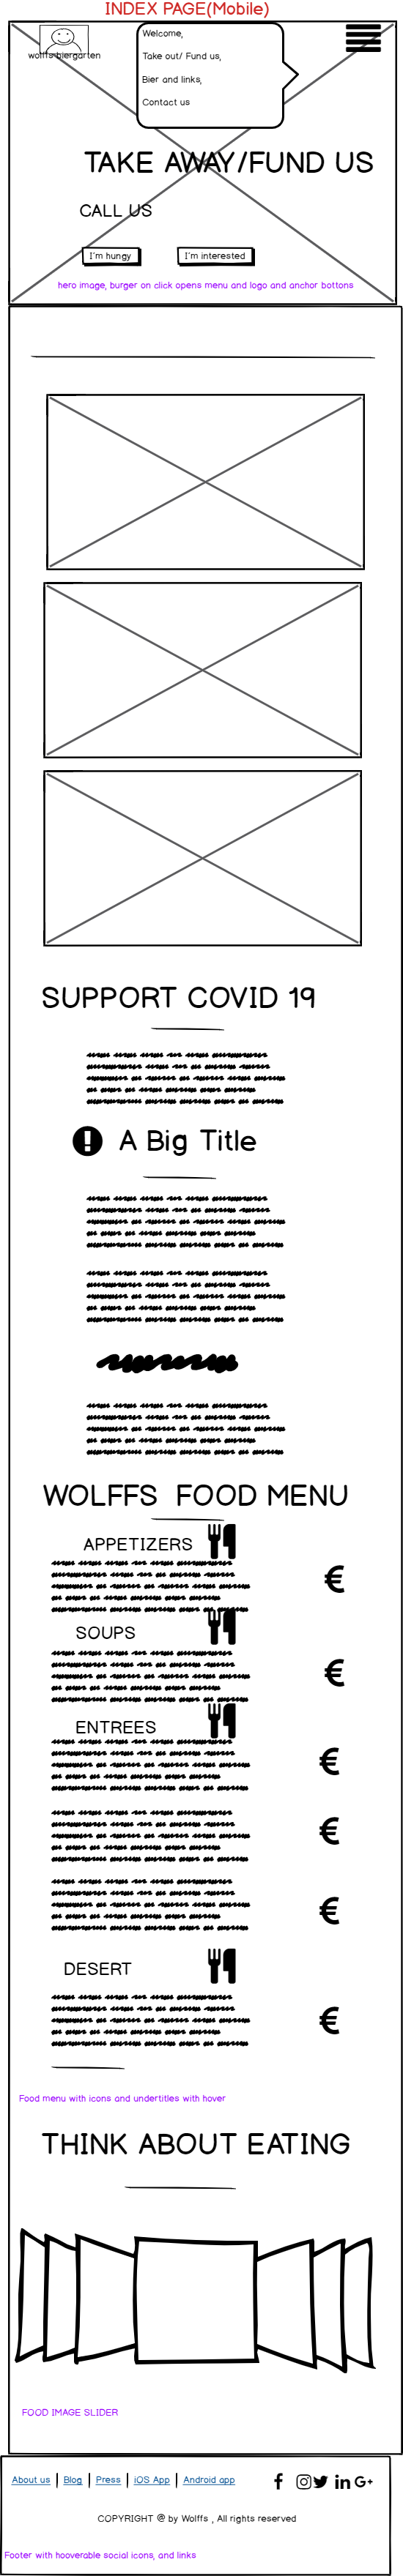 INDEX PAGE(Mobile)
wolffs-biergarten
Welcome,
Take out/ Fund us,
Bier and links,
Contact us
TAKE AWAY/FUND US
CALL US
I'm hungy
I'm interested
hero image, burger on click opens menu and logo and anchor bottons
SUPPORT COVID 19
A Big Title
WOLFFS FOOD MENU
APPETIZERS
€
SOUPS
€
ENTREES
€
€
€
DESERT
€
Food menu with icons and undertitles with hover
THINK ABOUT EATING
FOOD IMAGE SLIDER
About us | Blog | Press | iOS App | Android app
COPYRIGHT @ by Wolffs , All rights reserved
Footer with hooverable social icons, and links